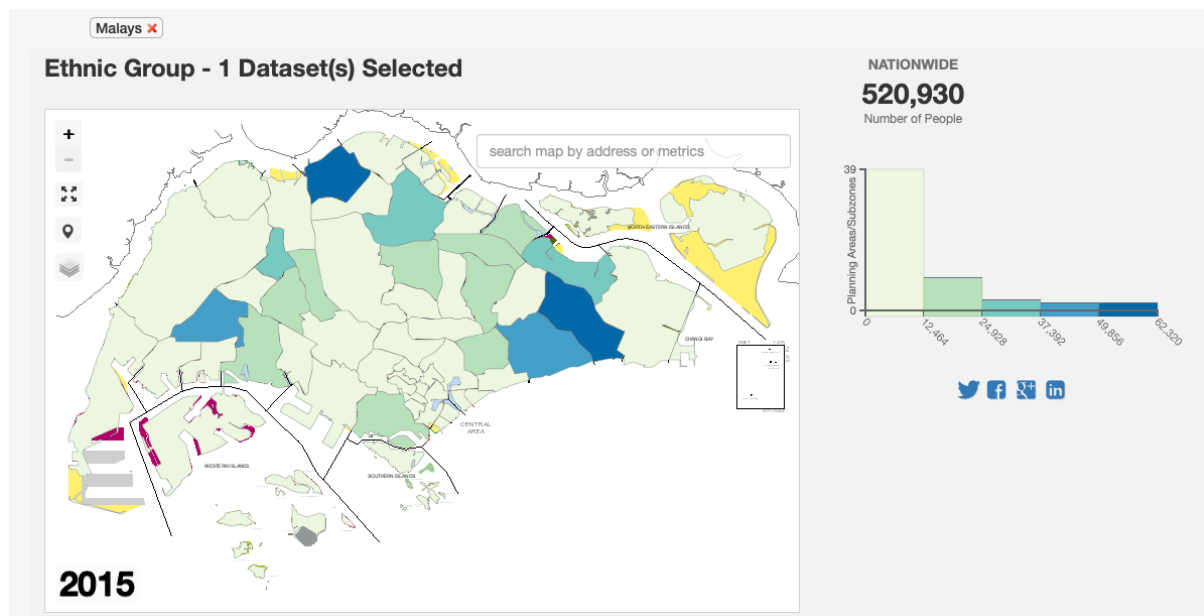 Malays
Ethnic Group - 1 Dataset(s) Selected
NATIONWIDE
520,930
Number of People
+
−
search map by address or metrics
NORTH EASTERN ISLANDS
CHANGI BAY
CENTRAL
AREA
WESTERN ISLANDS
SOUTHERN ISLANDS
2015
39
Planning Areas/Subzones
0
0
12,464
24,928
37,392
49,856
62,320